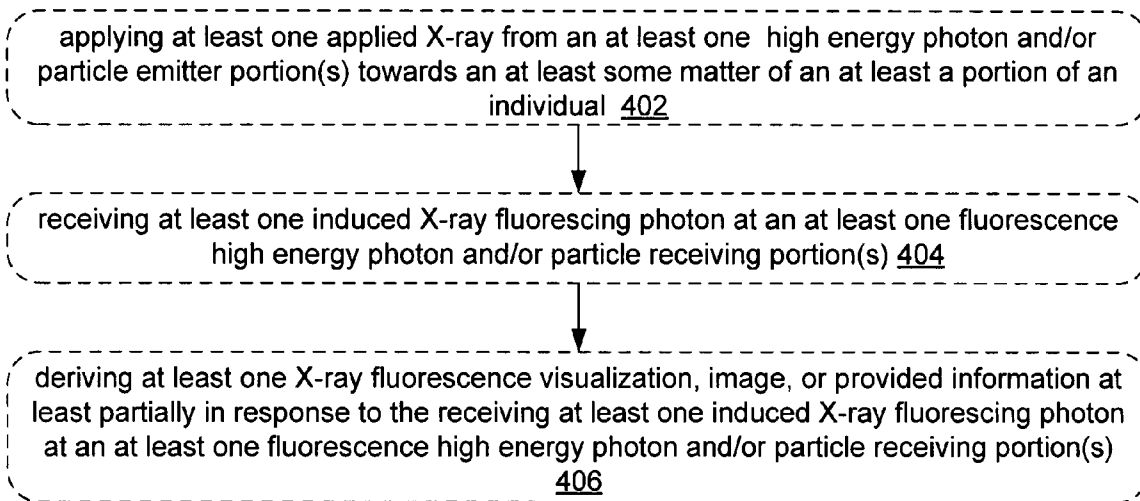 applying at least one applied X-ray from an at least one high energy photon and/or
particle emitter portion(s) towards an at least some matter of an at least a portion of an
individual 402
receiving at least one induced X-ray fluorescing photon at an at least one fluorescence
high energy photon and/or particle receiving portion(s) 404
deriving at least one X-ray fluorescence visualization, image, or provided information at
least partially in response to the receiving at least one induced X-ray fluorescing photon
at an at least one fluorescence high energy photon and/or particle receiving portion(s)
406